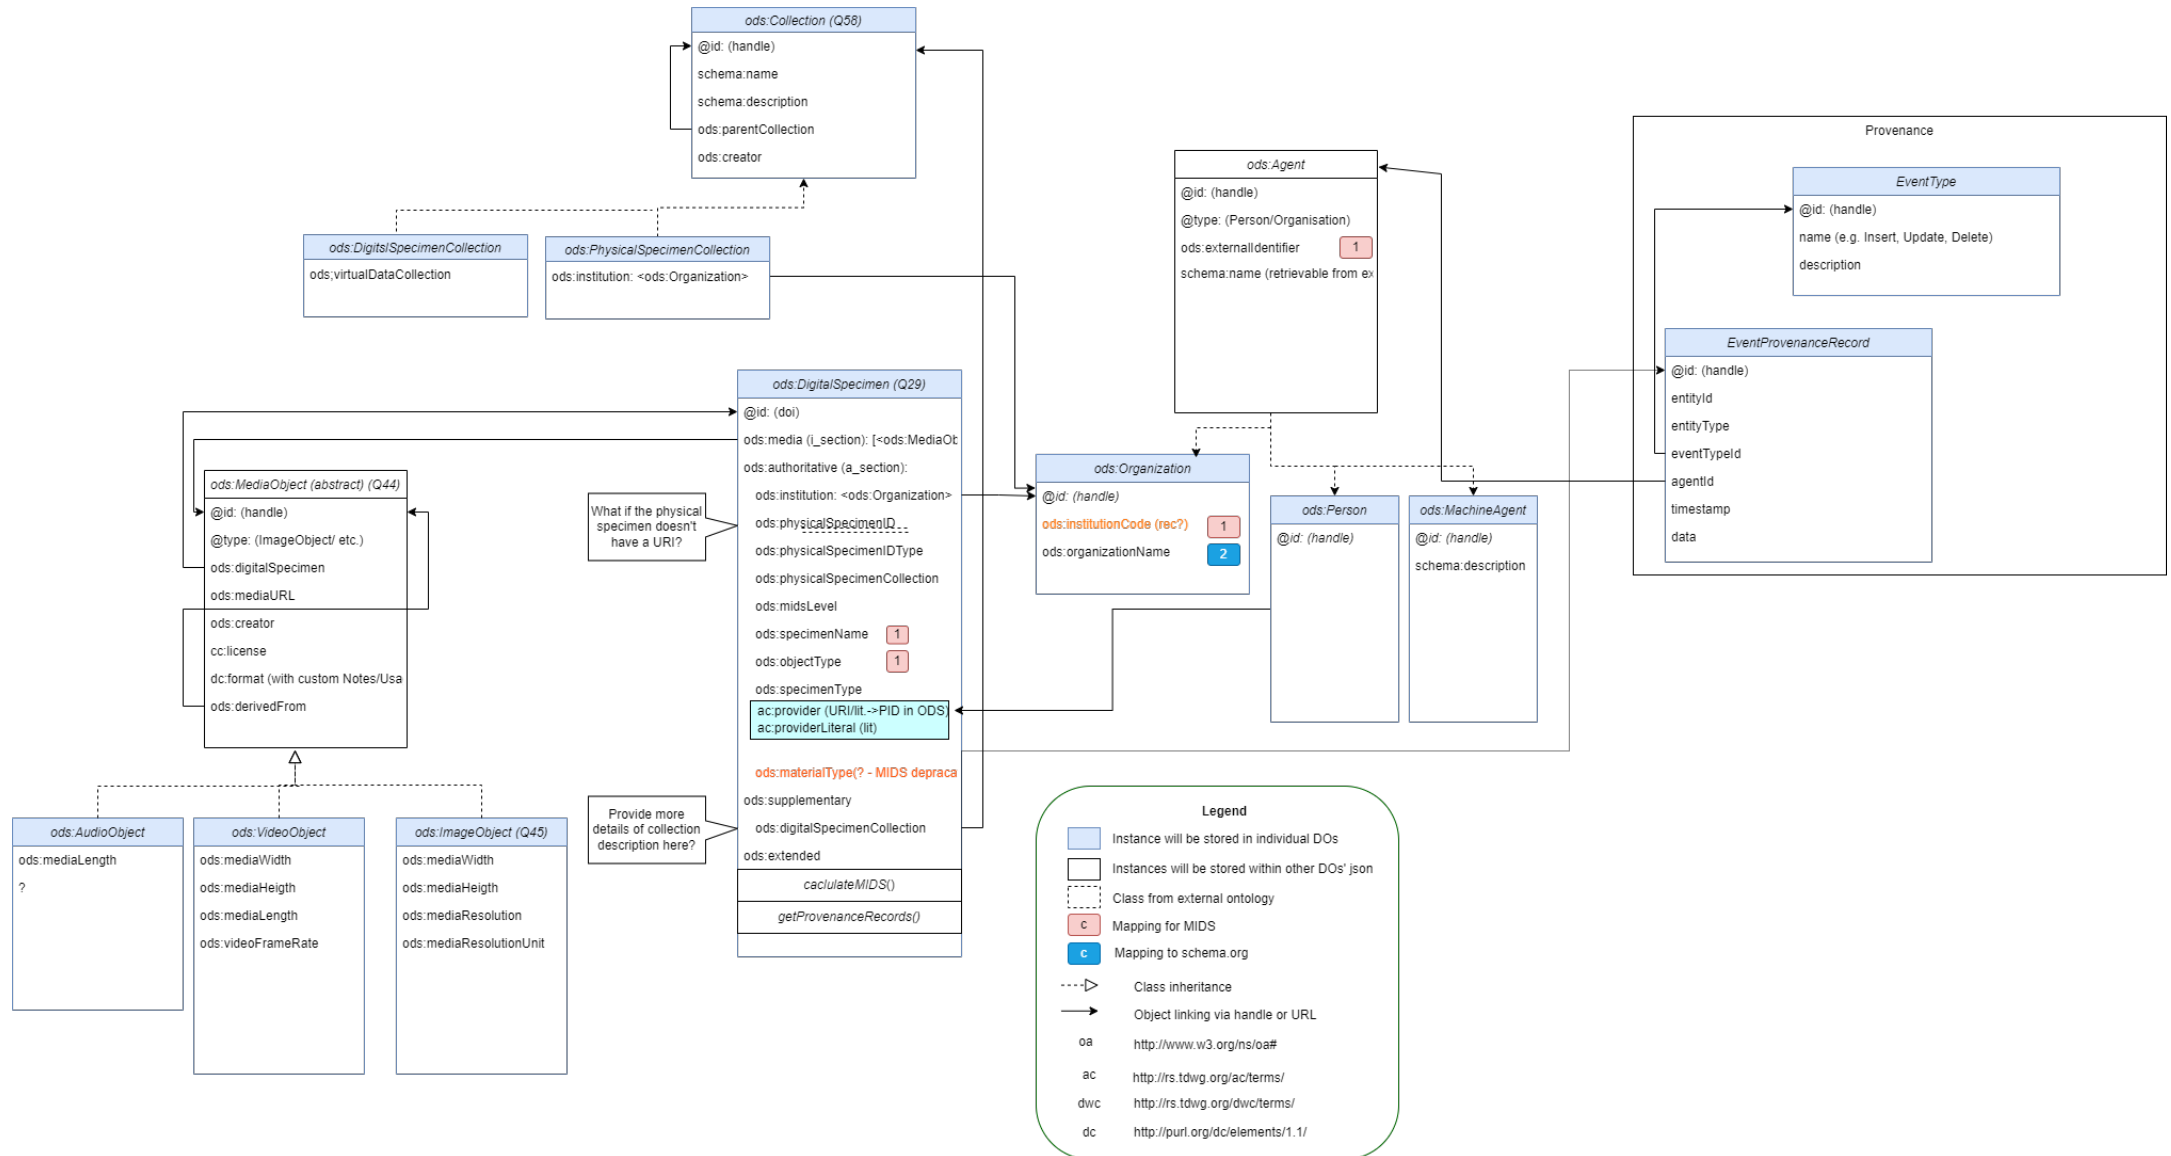 ods:Collection (Q58)
@id: (handle)
schema:name
schema:description
ods:parentCollection
ods:creator
ods:DigitslSpecimenCollection
ods;virtualDataCollection
ods:PhysicalSpecimenCollection
ods:institution: <ods:Organization>
ods:Agent
@id: (handle)
@type: (Person/Organisation)
ods:externalIdentifier
1
schema:name (retrievable from ex
Provenance
EventType
@id: (handle)
name (e.g. Insert, Update, Delete)
description
EventProvenanceRecord
@id: (handle)
entityId
entityType
eventTypeId
agentId
timestamp
data
ods:DigitalSpecimen (Q29)
@id: (doi)
ods:media (i_section): [<ods:MediaOb
ods:authoritative (a_section):
ods:institution: <ods:Organization>
ods:physicalSpecimenID
ods:physicalSpecimenIDType
ods:physicalSpecimenCollection
ods:midsLevel
ods:specimenName
1
ods:objectType
1
ods:specimenType
ac:provider (URI/lit.->PID in ODS)
ac:providerLiteral (lit)
ods:materialType(? - MIDS depraca
ods:supplementary
ods:digitalSpecimenCollection
ods:extended
caclulateMIDS()
getProvenanceRecords()
What if the physical
specimen doesn't
have a URI?
Provide more
details of collection
description here?
ods:MediaObject (abstract) (Q44)
@id: (handle)
@type: (ImageObject/ etc.)
ods:digitalSpecimen
ods:mediaURL
ods:creator
cc:license
dc:format (with custom Notes/Usa
ods:derivedFrom
ods:Organization
@id: (handle)
ods:institutionCode (rec?)
1
ods:organizationName
2
ods:Person
@id: (handle)
ods:MachineAgent
@id: (handle)
schema:description
ods:AudioObject
ods:mediaLength
?
ods:VideoObject
ods:mediaWidth
ods:mediaHeigth
ods:mediaLength
ods:videoFrameRate
ods:ImageObject (Q45)
ods:mediaWidth
ods:mediaHeigth
ods:mediaResolution
ods:mediaResolutionUnit
Legend
Instance will be stored in individual DOs
Instances will be stored within other DOs' json
Class from external ontology
c Mapping for MIDS
c Mapping to schema.org
Class inheritance
Object linking via handle or URL
oa http://www.w3.org/ns/oa#
ac http://rs.tdwg.org/ac/terms/
dwc http://rs.tdwg.org/dwc/terms/
dc http://purl.org/dc/elements/1.1/